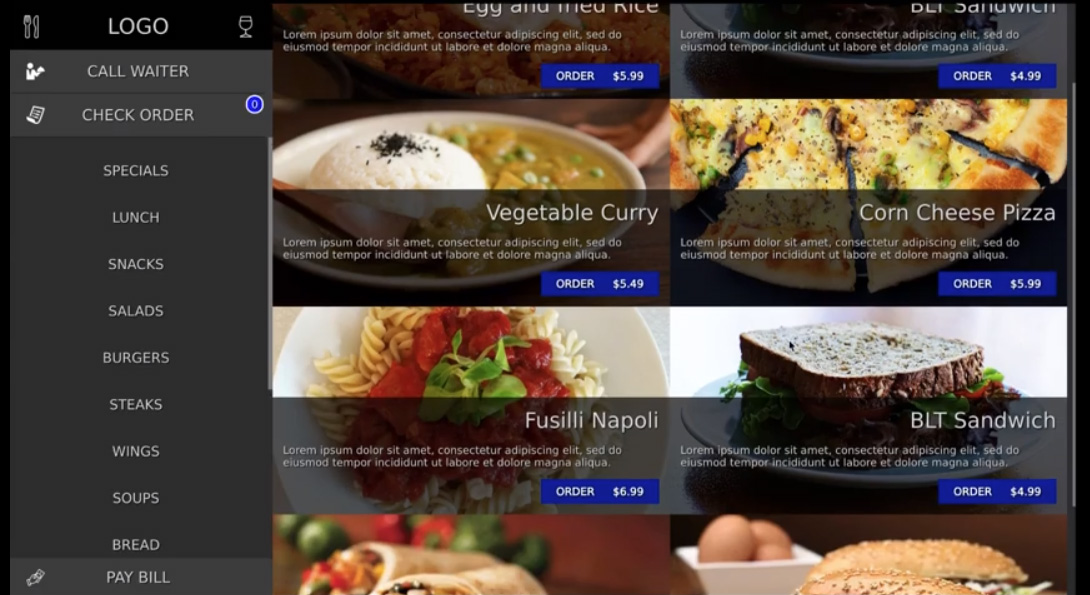 LOGO
CALL WAITER
CHECK ORDER
0
SPECIALS
LUNCH
SNACKS
SALADS
BURGERS
STEAKS
WINGS
SOUPS
BREAD
PAY BILL
Egg and fried Rice
Lorem ipsum dolor sit amet, consectetur adipiscing elit, sed do
eiusmod tempor incididunt ut labore et dolore magna aliqua.
ORDER $5.99
BLT Sandwich
Lorem ipsum dolor sit amet, consectetur adipiscing elit, sed do
eiusmod tempor incididunt ut labore et dolore magna aliqua.
ORDER $4.99
Vegetable Curry
Lorem ipsum dolor sit amet, consectetur adipiscing elit, sed do
eiusmod tempor incididunt ut labore et dolore magna aliqua.
ORDER $5.49
Corn Cheese Pizza
Lorem ipsum dolor sit amet, consectetur adipiscing elit, sed do
eiusmod tempor incididunt ut labore et dolore magna aliqua.
ORDER $5.99
Fusilli Napoli
Lorem ipsum dolor sit amet, consectetur adipiscing elit, sed do
eiusmod tempor incididunt ut labore et dolore magna aliqua.
ORDER $6.99
BLT Sandwich
Lorem ipsum dolor sit amet, consectetur adipiscing elit, sed do
eiusmod tempor incididunt ut labore et dolore magna aliqua.
ORDER $4.99